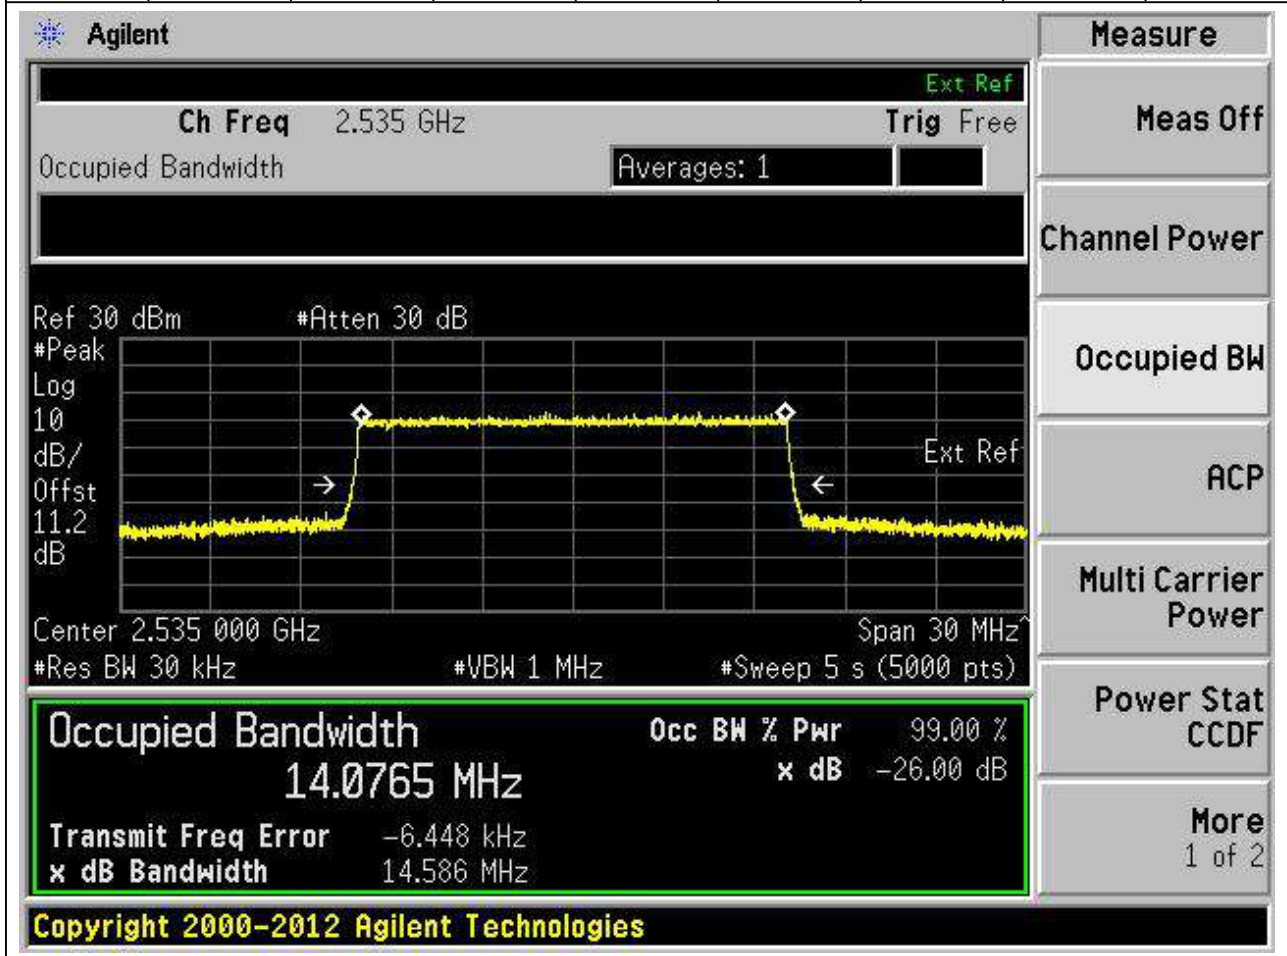 Agilent
Measure
Ext Ref
Ch Freq 2.535 GHz
Trig Free
Occupied Bandwidth
Averages: 1
Ref 30 dBm #Atten 30 dB
#Peak
Log
10
dB/
Offst
11.2
dB
Ext Ref
Center 2.535 000 GHz Span 30 MHz^
#Res BW 30 kHz #VBW 1 MHz #Sweep 5 s (5000 pts)
Occupied Bandwidth
14.0765 MHz
Occ BW % Pwr 99.00 %
x dB -26.00 dB
Transmit Freq Error -6.448 kHz
x dB Bandwidth 14.586 MHz
Copyright 2000-2012 Agilent Technologies
Meas Off
Channel Power
Occupied BW
ACP
Multi Carrier
Power
Power Stat
CCDF
More
1 of 2